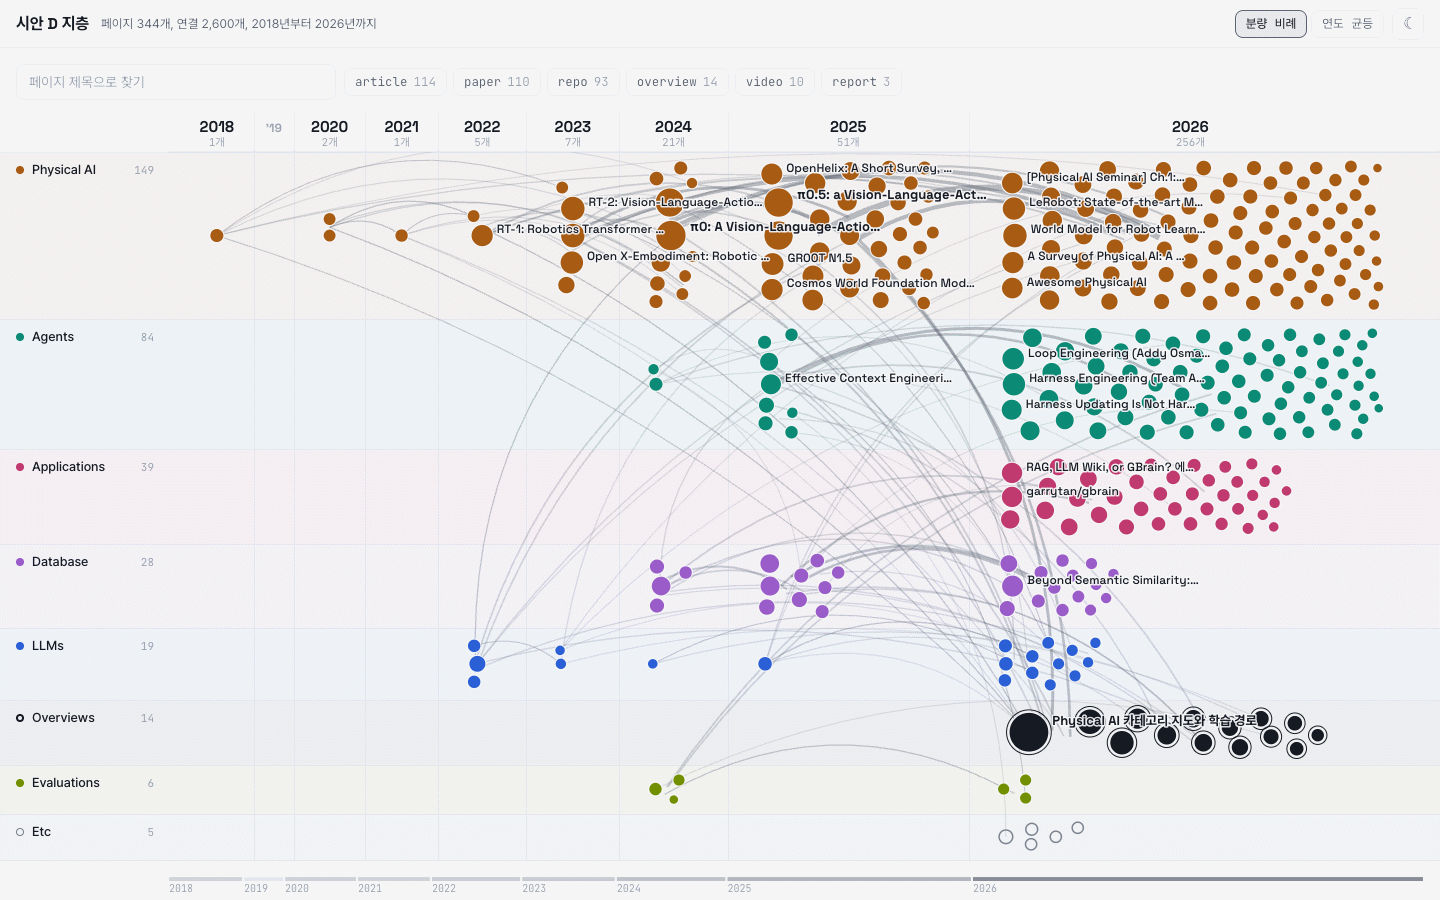 시안 D 지층 페이지 344개, 연결 2,600개, 2018년부터 2026년까지
분량 비례 연도 균등
페이지 제목으로 찾기
article 114 paper 110 repo 93 overview 14 video 10 report 3
2018 '19 2020 2021 2022 2023 2024 2025 2026
1개 2개 1개 5개 7개 21개 51개 256개
Physical AI 149
OpenHelix: A Short Survey, ...
[Physical AI Seminar] Ch.1:...
π0.5: a Vision-Language-Act...
RT-2: Vision-Language-Actio...
LeRobot: State-of-the-art M...
RT-1: Robotics Transformer ...
π0: A Vision-Language-Actio...
World Model for Robot Learn...
Open X-Embodiment: Robotic ...
GR00T N1.5
A Survey of Physical AI: A ...
Cosmos World Foundation Mod...
Awesome Physical AI
Agents 84
Loop Engineering (Addy Osma...
Effective Context Engineeri...
Harness Engineering (Team A...
Harness Updating Is Not Har...
Applications 39
RAG, LLM Wiki, or GBrain? 에...
garrytan/gbrain
Database 28
Beyond Semantic Similarity:...
LLMs 19
Overviews 14
Physical AI 카테고리 지도와 학습 경로
Evaluations 6
Etc 5
2018 2019 2020 2021 2022 2023 2024 2025 2026